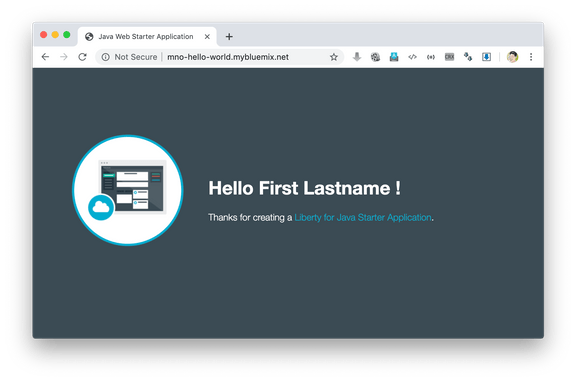 Java Web Starter Application
Not Secure | mno-hello-world.mybluemix.net
Hello First Lastname !
Thanks for creating a Liberty for Java Starter Application.